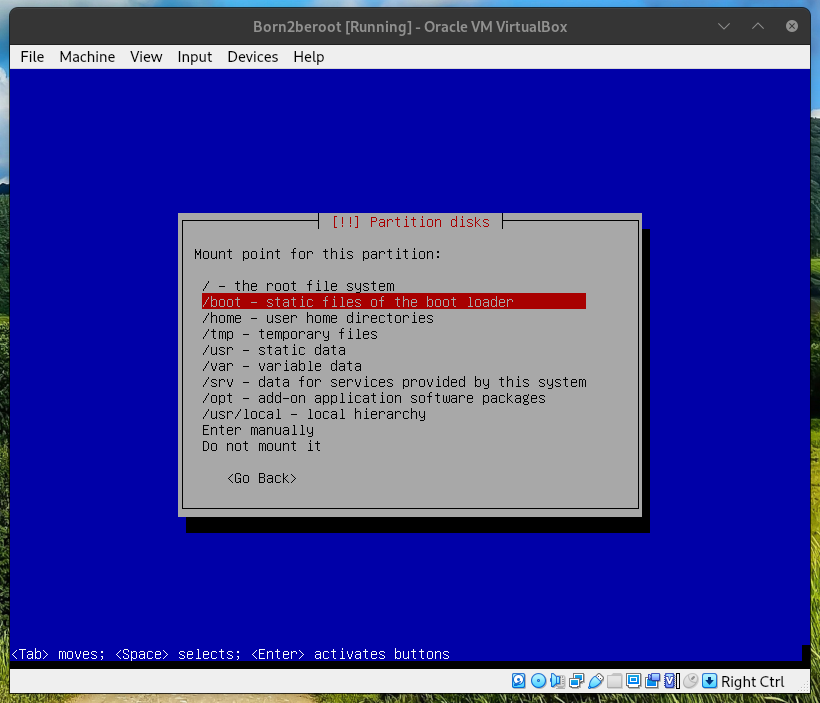 Born2beroot [Running] - Oracle VM VirtualBox
File Machine View Input Devices Help
[!!] Partition disks
Mount point for this partition:
/ - the root file system
/boot - static files of the boot loader
/home - user home directories
/tmp - temporary files
/usr - static data
/var - variable data
/srv - data for services provided by this system
/opt - add-on application software packages
/usr/local - local hierarchy
Enter manually
Do not mount it
<Go Back>
<Tab> moves; <Space> selects; <Enter> activates buttons
Right Ctrl